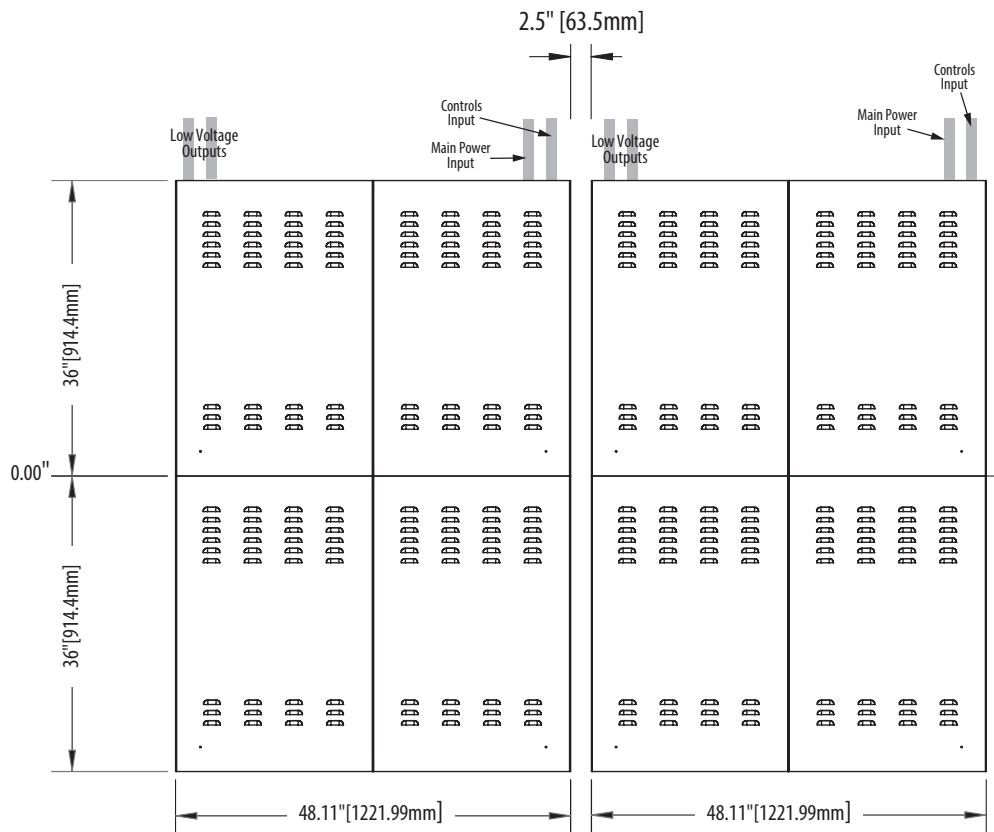 2.5" [63.5mm]
Controls
Input
Main Power
Input
Low Voltage
Outputs
Controls
Input
Main Power
Input
Low Voltage
Outputs
36"[914.4mm]
0.00"
36"[914.4mm]
48.11"[1221.99mm]
48.11"[1221.99mm]